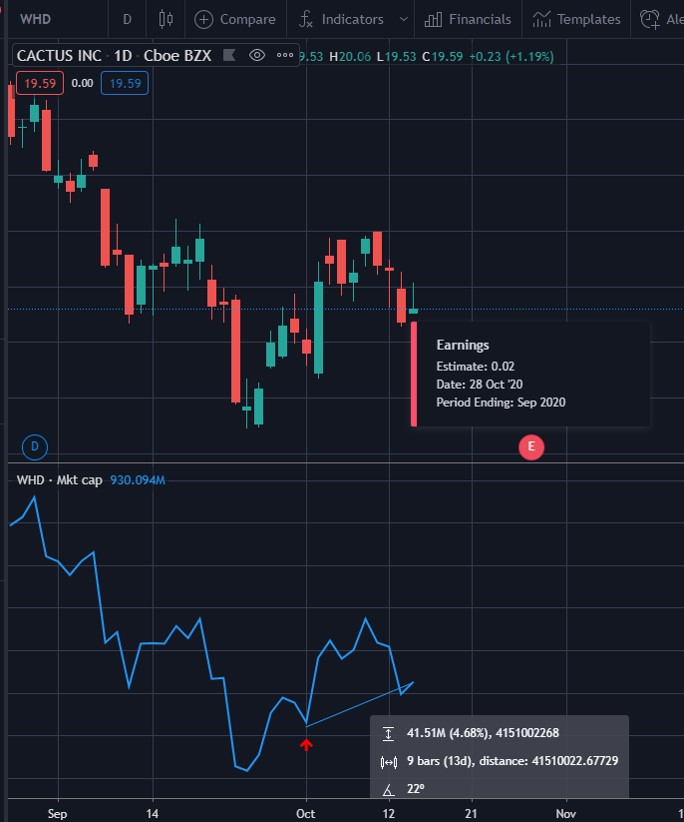 WHD D Compare Indicators Financials Templates
CACTUS INC · 1D · Cboe BZX 9.53 H20.06 L19.53 C19.59 +0.23 (+1.19%)
19.59 0.00 19.59
Earnings
Estimate: 0.02
Date: 28 Oct '20
Period Ending: Sep 2020
D E
WHD · Mkt cap 930.094M
41.51M (4.68%), 4151002268
9 bars (13d), distance: 41510022.67729
22º
Sep 14 Oct 12 21 Nov